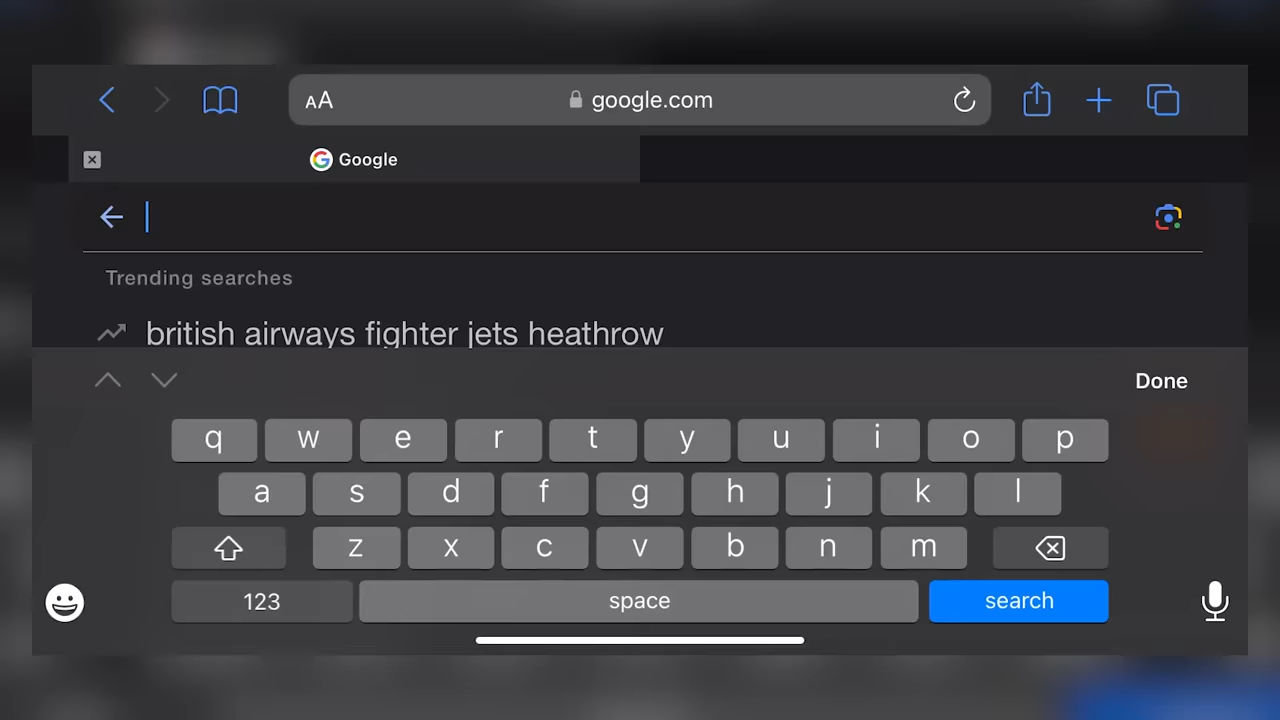 AA google.com
Google
Trending searches
british airways fighter jets heathrow
Done
q w e r t y u i o p
a s d f g h j k l
z x c v b n m
123 space search